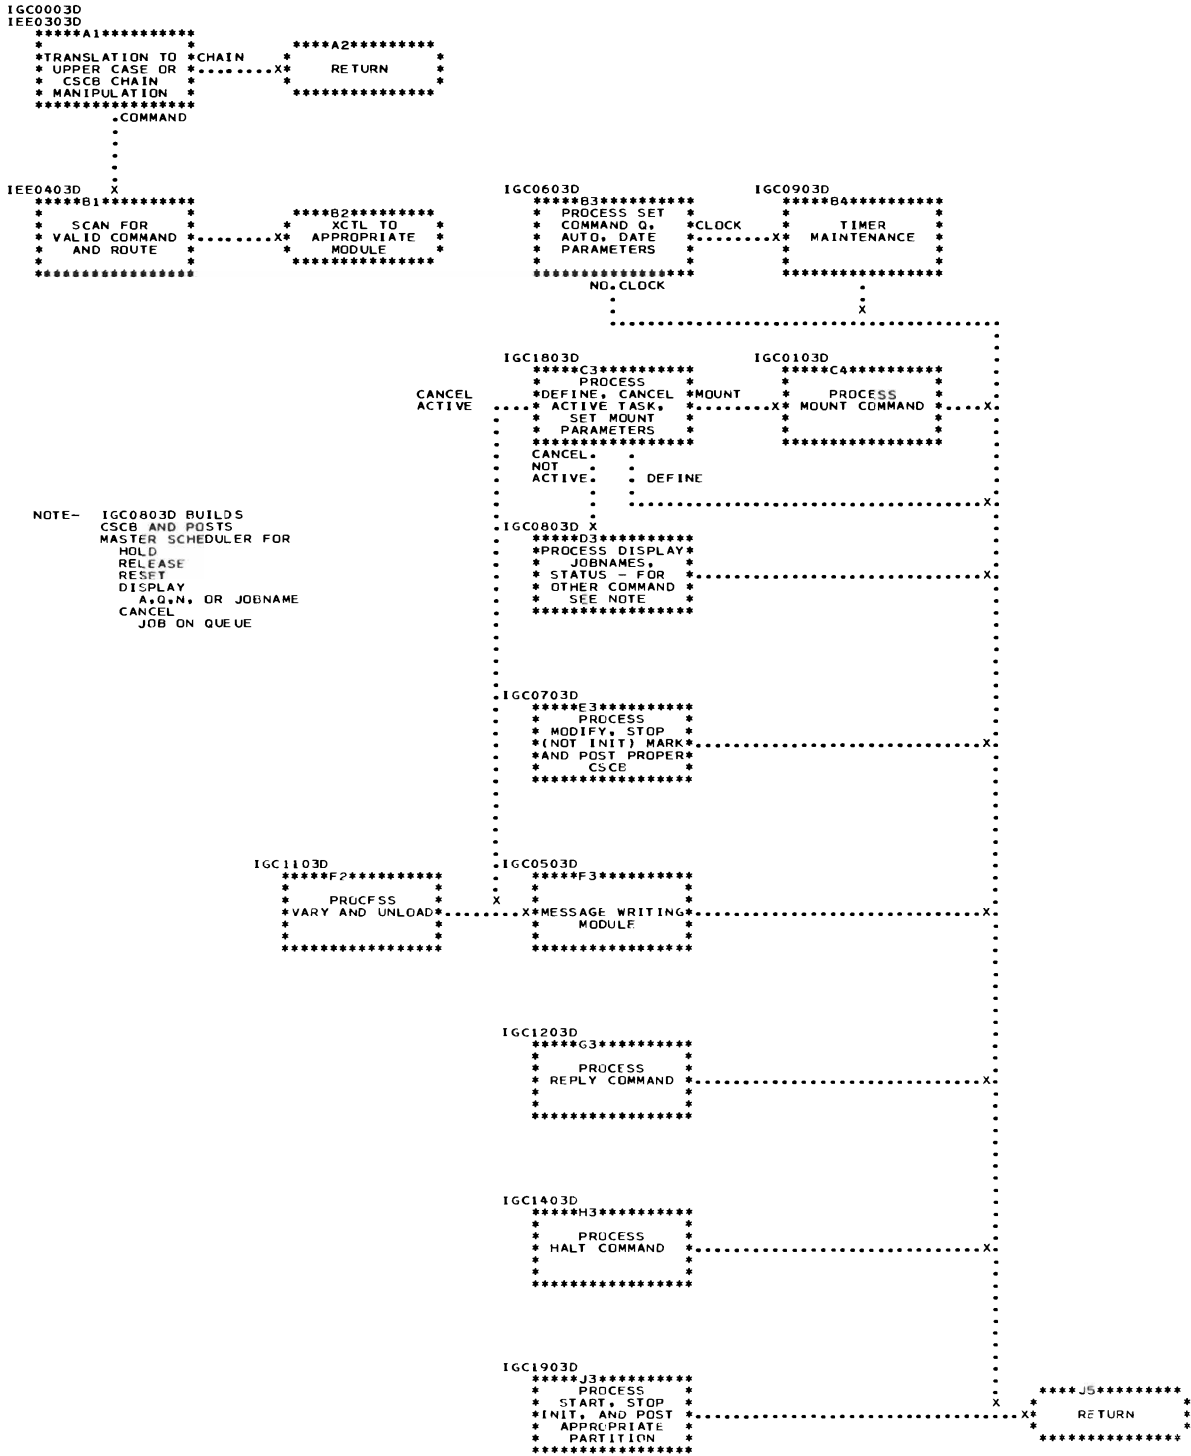 IGC0003D
IEE0303D
A1
TRANSLATION TO
UPPER CASE OR
CSCB CHAIN
MANIPULATION
CHAIN
A2
RETURN
COMMAND
IEE0403D
B1
SCAN FOR
VALID COMMAND
AND ROUTE
B2
XCTL TO
APPROPRIATE
MODULE
IGC0603D
B3
PROCESS SET
COMMAND Q,
AUTO, DATE
PARAMETERS
CLOCK
IGC0903D
B4
TIMER
MAINTENANCE
NO CLOCK
CANCEL
ACTIVE
IGC1803D
C3
PROCESS
DEFINE, CANCEL
ACTIVE TASK,
SET MOUNT
PARAMETERS
MOUNT
IGC0103D
C4
PROCESS
MOUNT COMMAND
CANCEL
NOT
ACTIVE
DEFINE
NOTE- IGC0803D BUILDS
CSCB AND POSTS
MASTER SCHEDULER FOR
HOLD
RELEASE
RESET
DISPLAY
A,Q,N, OR JOBNAME
CANCEL
JOB ON QUEUE
IGC0803D
D3
PROCESS DISPLAY
JOBNAMES,
STATUS - FOR
OTHER COMMAND
SEE NOTE
IGC0703D
E3
PROCESS
MODIFY, STOP
(NOT INIT) MARK
AND POST PROPER
CSCB
IGC1103D
F2
PROCESS
VARY AND UNLOAD
IGC0503D
F3
MESSAGE WRITING
MODULE
IGC1203D
G3
PROCESS
REPLY COMMAND
IGC1403D
H3
PROCESS
HALT COMMAND
IGC1903D
J3
PROCESS
START, STOP
INIT, AND POST
APPROPRIATE
PARTITION
J5
RETURN